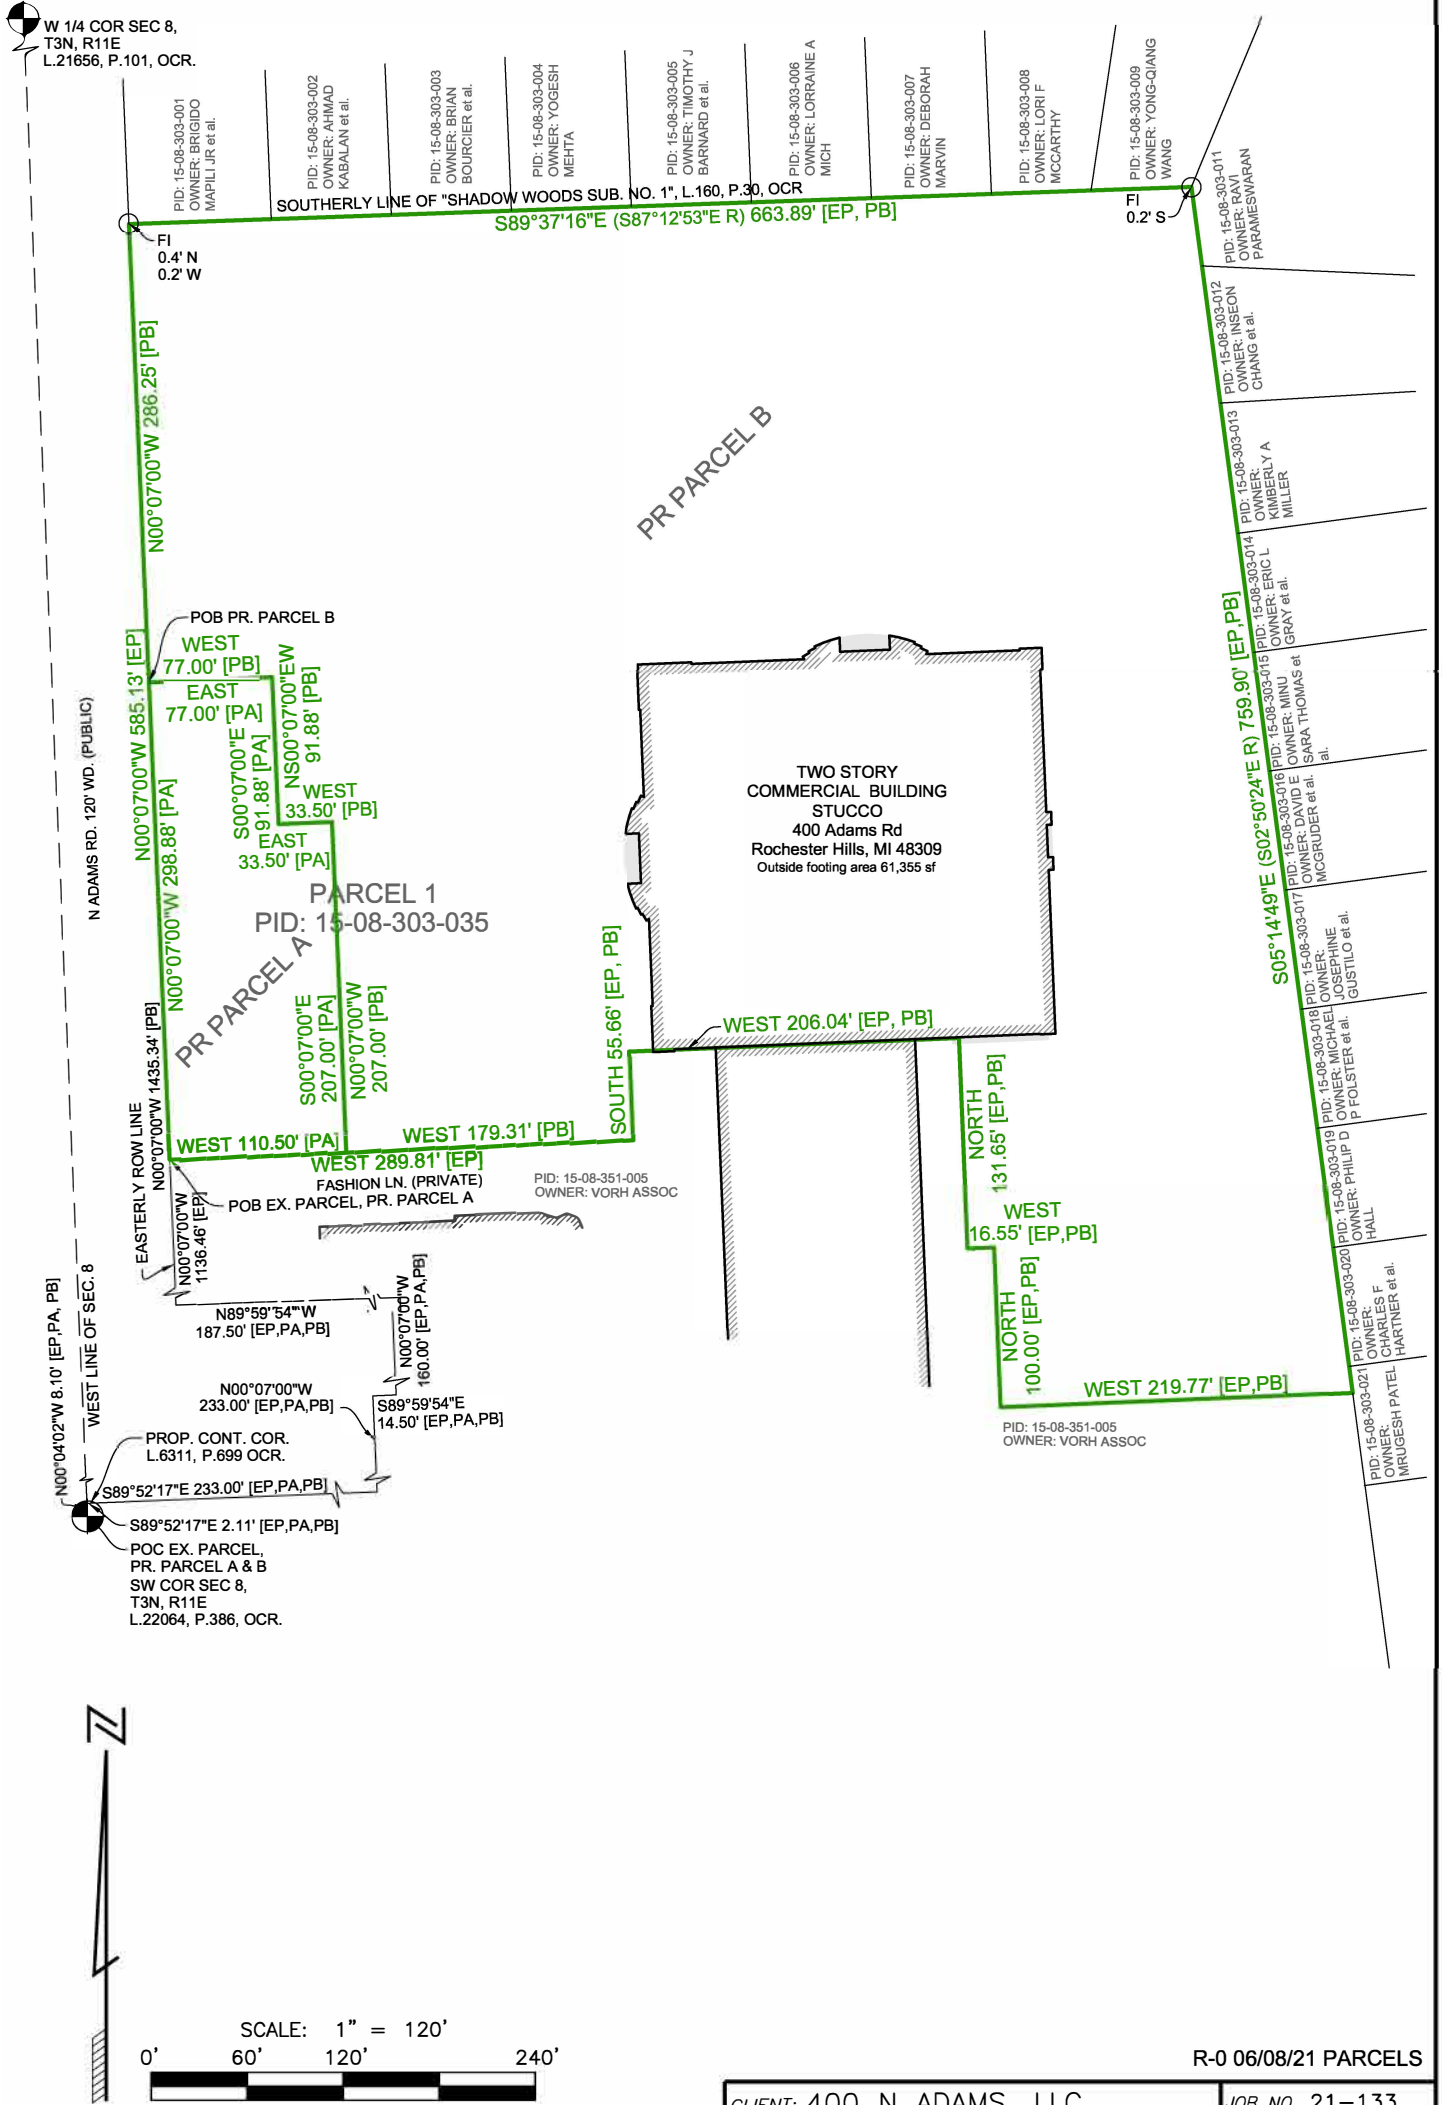 W 1/4 COR SEC 8,
T3N, R11E
L.21656, P.101, OCR.
PID: 15-08-303-001
OWNER: BRIGIDO
MAPILI JR et al.
PID: 15-08-303-002
OWNER: AHMAD
KABALAN et al.
PID: 15-08-303-003
OWNER: BRIAN
BOURCIER et al.
PID: 15-08-303-004
OWNER: YOGESH
MEHTA
PID: 15-08-303-005
OWNER: TIMOTHY J
BARNARD et al.
PID: 15-08-303-006
OWNER: LORRAINE A
MICH
PID: 15-08-303-007
OWNER: DEBORAH
MARVIN
PID: 15-08-303-008
OWNER: LORI F
MCCARTHY
PID: 15-08-303-009
OWNER: YONG-QIANG
WANG
PID: 15-08-303-011
OWNER: RAVI
PARAMESWARAN
SOUTHERLY LINE OF "SHADOW WOODS SUB. NO. 1", L.160, P.30, OCR
S89°37'16"E (S87°12'53"E R) 663.89' [EP, PB]
FI
0.4' N
0.2' W
FI
0.2' S
PID: 15-08-303-012
OWNER: INSEON
CHANG et al.
PID: 15-08-303-013
OWNER:
KIMBERLY A
MILLER
PID: 15-08-303-014
OWNER: ERIC L
GRAY et al.
PID: 15-08-303-015
OWNER: MINU
SARA THOMAS et
al.
PID: 15-08-303-016
OWNER: DAVID E
MCGRUDER et al.
PID: 15-08-303-017
OWNER:
JOSEPHINE
GUSTILO et al.
PID: 15-08-303-018
OWNER: MICHAEL
P FOLSTER et al.
PID: 15-08-303-019
OWNER: PHILIP D
HALL
PID: 15-08-303-020
OWNER:
CHARLES F
HARTNER et al.
PID: 15-08-303-021
OWNER:
MRUGESH PATEL
S05°14'49"E (S02°50'24"E R) 759.90' [EP,PB]
N00°07'00"W 286.25' [PB]
PR PARCEL B
POB PR. PARCEL B
WEST
77.00' [PB]
EAST
77.00' [PA]
N00°07'00"W 585.13' [EP]
N00°07'00"W 298.88' [PA]
NS00°07'00"EW
91.88' [PB]
S00°07'00"E
91.88' [PA]
WEST
33.50' [PB]
EAST
33.50' [PA]
N ADAMS RD. 120' WD. (PUBLIC)
PARCEL 1
PID: 15-08-303-035
PR PARCEL A
TWO STORY
COMMERCIAL BUILDING
STUCCO
400 Adams Rd
Rochester Hills, MI 48309
Outside footing area 61,355 sf
S00°07'00"E
207.00' [PA]
N00°07'00"W
207.00' [PB]
SOUTH 55.66' [EP, PB]
WEST 206.04' [EP, PB]
NORTH
131.65' [EP,PB]
WEST
16.55' [EP,PB]
NORTH
100.00' [EP,PB]
WEST 219.77' [EP,PB]
WEST 110.50' [PA]
WEST 179.31' [PB]
WEST 289.81' [EP]
FASHION LN. (PRIVATE)
POB EX. PARCEL, PR. PARCEL A
PID: 15-08-351-005
OWNER: VORH ASSOC
PID: 15-08-351-005
OWNER: VORH ASSOC
EASTERLY ROW LINE
N00°07'00"W 1435.34' [PB]
N00°07'00"W
1136.46' [EP]
N89°59'54"W
187.50' [EP,PA,PB]
N00°07'00"W
160.00' [EP,PA,PB]
N00°07'00"W
233.00' [EP,PA,PB]
S89°59'54"E
14.50' [EP,PA,PB]
N00°04'02"W 8.10' [EP,PA, PB]
WEST LINE OF SEC. 8
PROP. CONT. COR.
L.6311, P.699 OCR.
S89°52'17"E 233.00' [EP,PA,PB]
S89°52'17"E 2.11' [EP,PA,PB]
POC EX. PARCEL,
PR. PARCEL A & B
SW COR SEC 8,
T3N, R11E
L.22064, P.386, OCR.
N
SCALE: 1" = 120'
0' 60' 120' 240'
R-0 06/08/21 PARCELS
CLIENT: 400 N ADAMS, LLC
JOB NO. 21-133